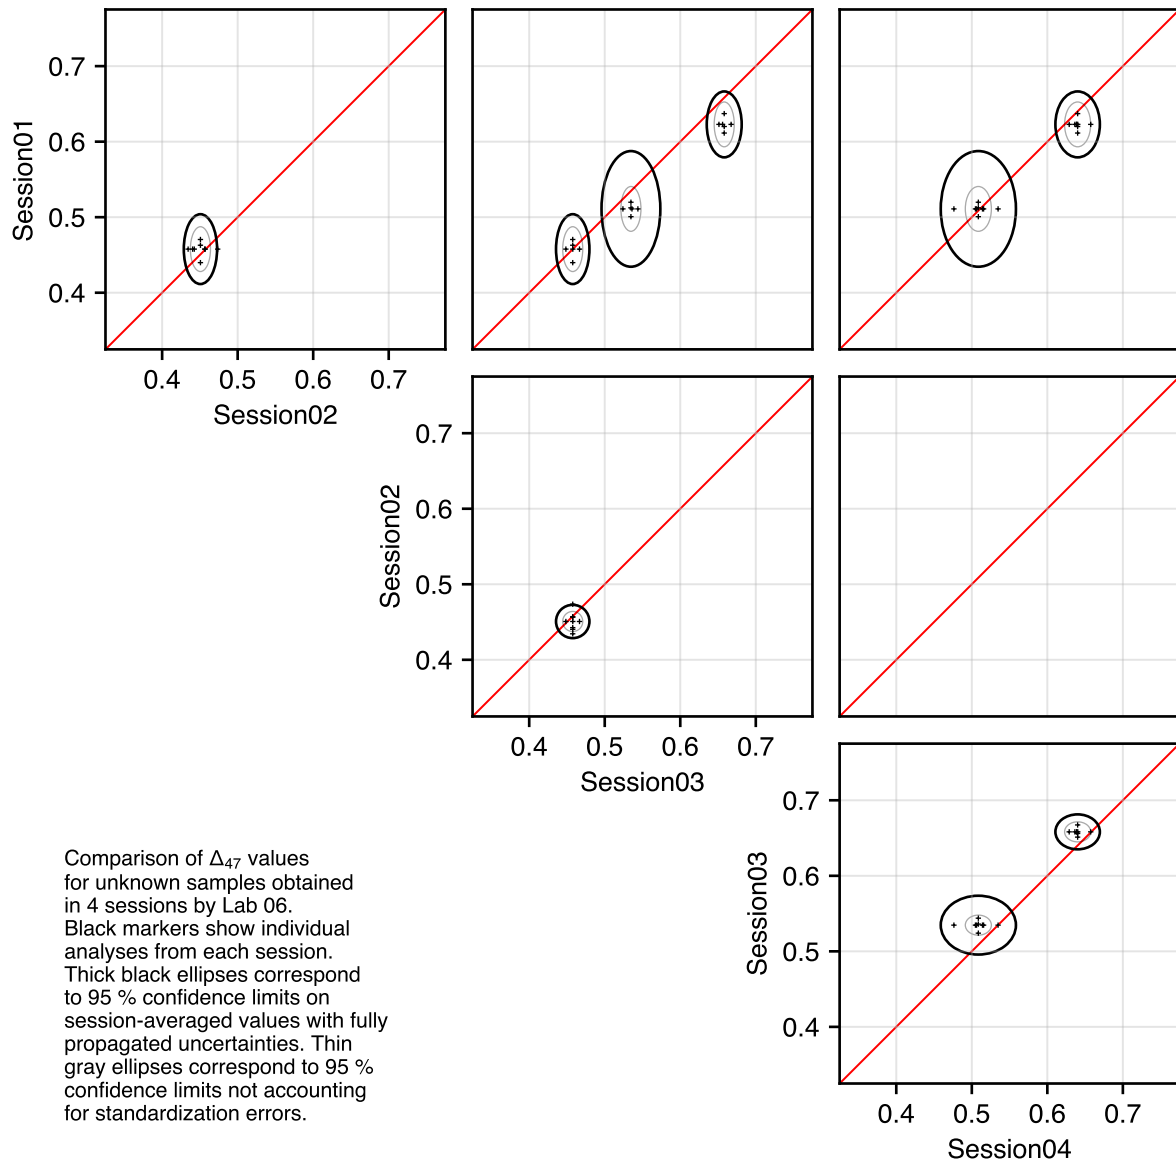 0.7
0.6
0.5
0.4
Session01
0.4 0.5 0.6 0.7
Session02
0.7
0.6
0.5
0.4
Session02
0.4 0.5 0.6 0.7
Session03
0.7
0.6
0.5
0.4
Session03
0.4 0.5 0.6 0.7
Session04
Comparison of Δ₄₇ values
for unknown samples obtained
in 4 sessions by Lab 06.
Black markers show individual
analyses from each session.
Thick black ellipses correspond
to 95 % confidence limits on
session-averaged values with fully
propagated uncertainties. Thin
gray ellipses correspond to 95 %
confidence limits not accounting
for standardization errors.